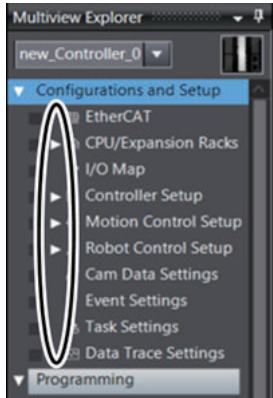 Multiview Explorer
new_Controller_0
Configurations and Setup
EtherCAT
CPU/Expansion Racks
I/O Map
Controller Setup
Motion Control Setup
Robot Control Setup
Cam Data Settings
Event Settings
Task Settings
Data Trace Settings
Programming